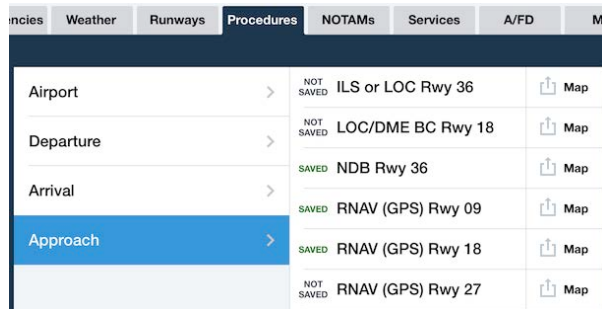 encies Weather Runways Procedures NOTAMs Services A/FD M
Airport
Departure
Arrival
Approach
NOT SAVED ILS or LOC Rwy 36 Map
NOT SAVED LOC/DME BC Rwy 18 Map
SAVED NDB Rwy 36 Map
SAVED RNAV (GPS) Rwy 09 Map
SAVED RNAV (GPS) Rwy 18 Map
NOT SAVED RNAV (GPS) Rwy 27 Map